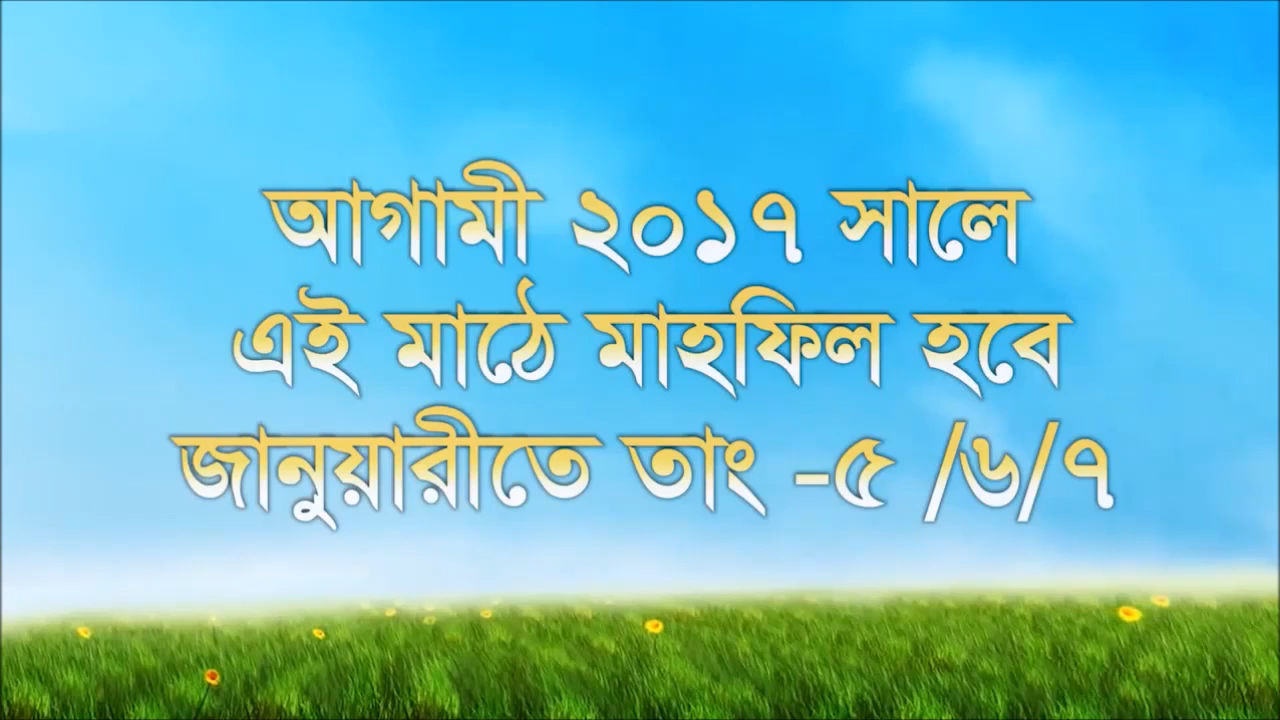 আগামী ২০১৭ সালে
এই মাঠে মাহফিল হবে
জানুয়ারীতে তাং -৫ /৬/৭